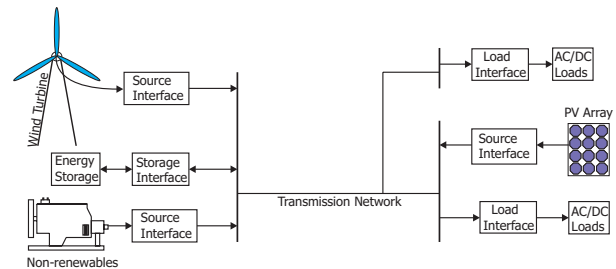 Wind Turbine
Source
Interface
Energy
Storage
Storage
Interface
Source
Interface
Non-renewables
Transmission Network
Load
Interface
AC/DC
Loads
PV Array
Source
Interface
Load
Interface
AC/DC
Loads